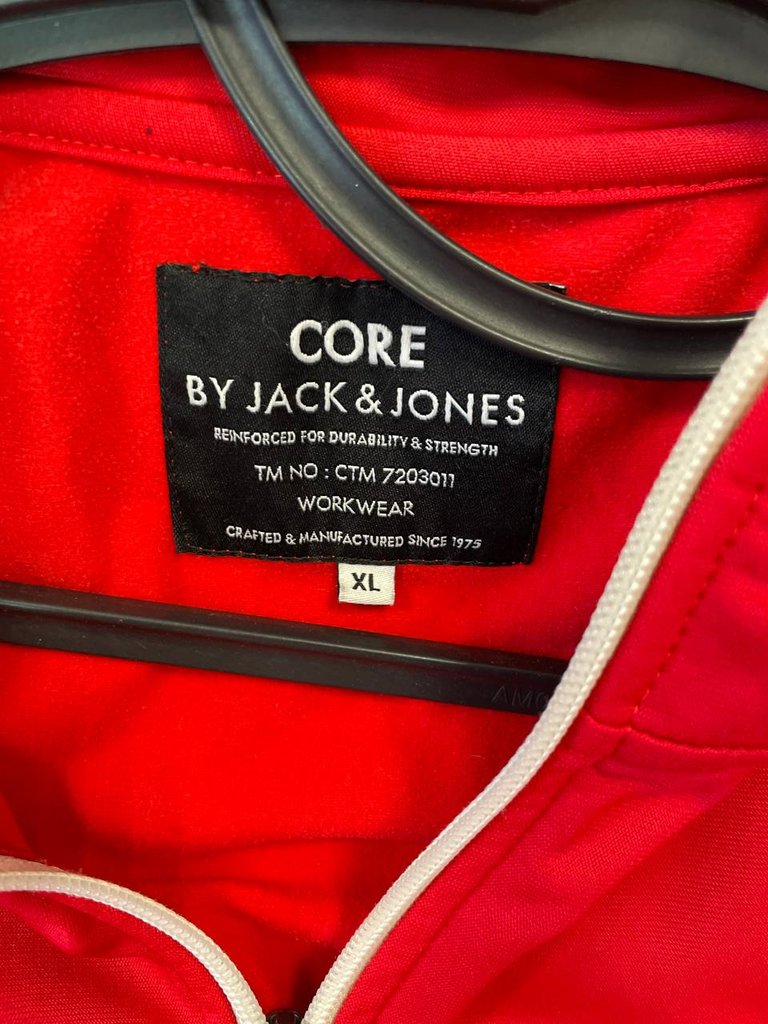 CORE
BY JACK & JONES
REINFORCED FOR DURABILITY & STRENGTH
TM NO : CTM 7203011
WORKWEAR
CRAFTED & MANUFACTURED SINCE 1975
XL